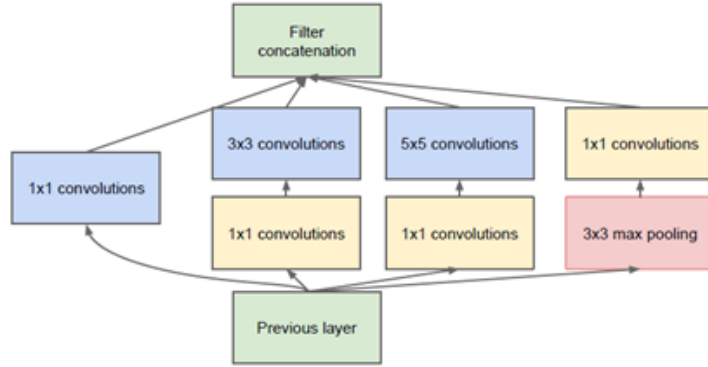 Filter
concatenation
3x3 convolutions
5x5 convolutions
1x1 convolutions
1x1 convolutions
1x1 convolutions
1x1 convolutions
3x3 max pooling
Previous layer